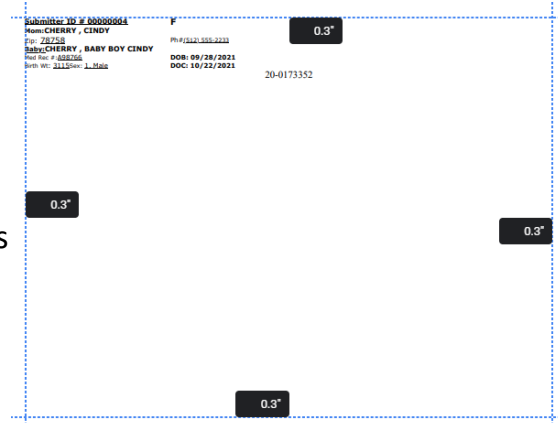 Submitter ID # 00000004 F
Mom:CHERRY , CINDY
Zip: 78758 Ph#(512) 555-2233
Baby:CHERRY , BABY BOY CINDY
Med Rec #:A98766 DOB: 09/28/2021
Birth Wt: 3115Sex: 1, Male DOC: 10/22/2021
20-0173352
0.3"
0.3"
s
0.3"
0.3"